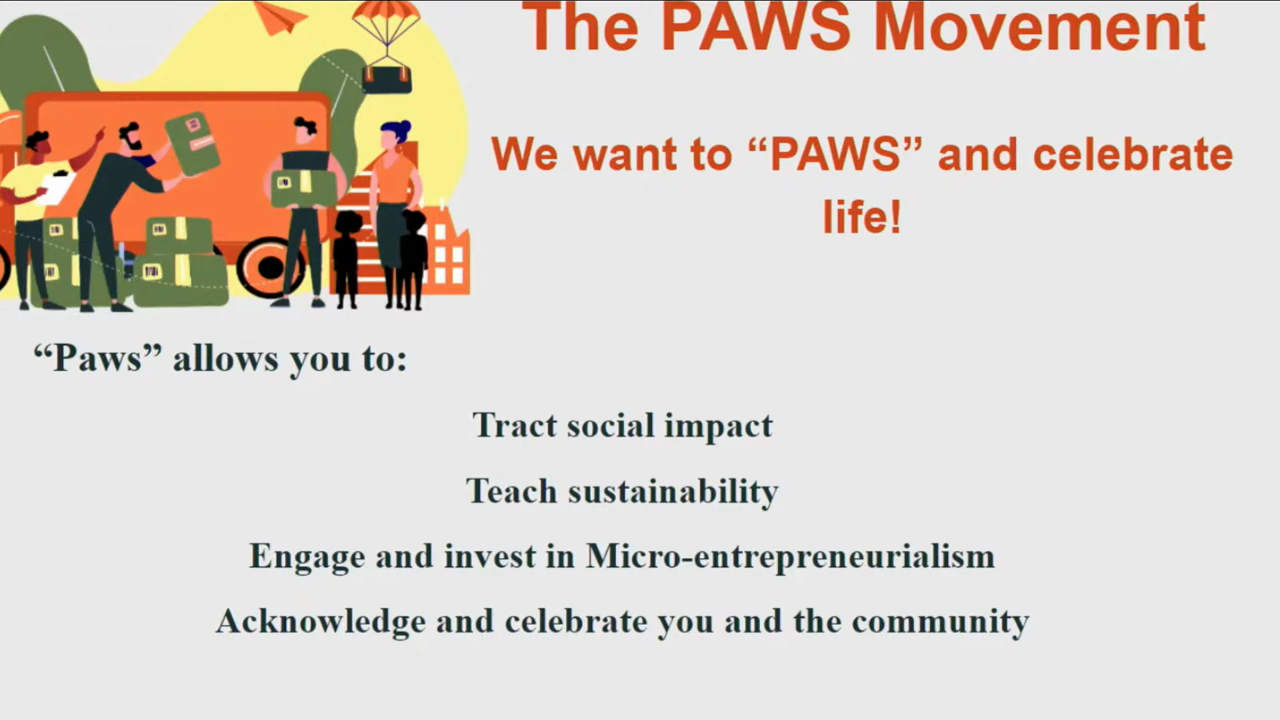 The PAWS Movement
We want to “PAWS” and celebrate
life!
“Paws” allows you to:
Tract social impact
Teach sustainability
Engage and invest in Micro-entrepreneurialism
Acknowledge and celebrate you and the community